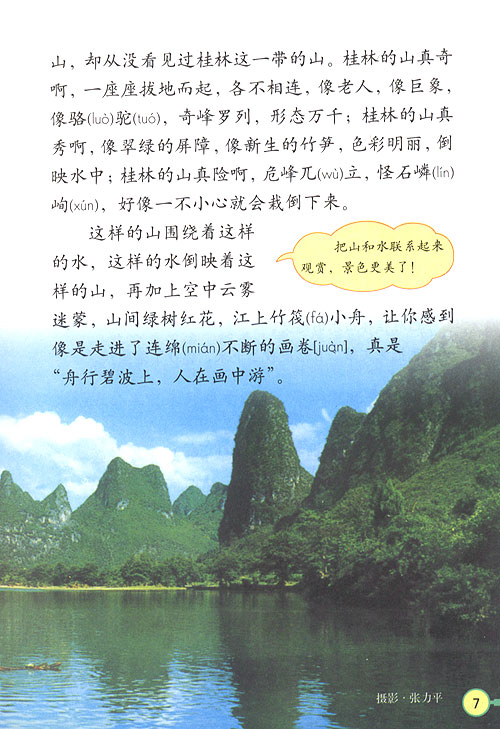 山，却从没看见过桂林这一带的山。桂林的山真奇
啊，一座座拔地而起，各不相连，像老人，像巨象，
像骆(luò)驼(tuó)，奇峰罗列，形态万千；桂林的山真
秀啊，像翠绿的屏障，像新生的竹笋，色彩明丽，倒
映水中；桂林的山真险啊，危峰兀(wù)立，怪石嶙(lín)
峋(xún)，好像一不小心就会栽倒下来。
这样的山围绕着这样
的水，这样的水倒映着这
样的山，再加上空中云雾
迷蒙，山间绿树红花，江上竹筏(fá)小舟，让你感到
像是走进了连绵(mián)不断的画卷[juàn]，真是
“舟行碧波上，人在画中游”。
把山和水联系起来
观赏，景色更美了！
摄影·张力平
7